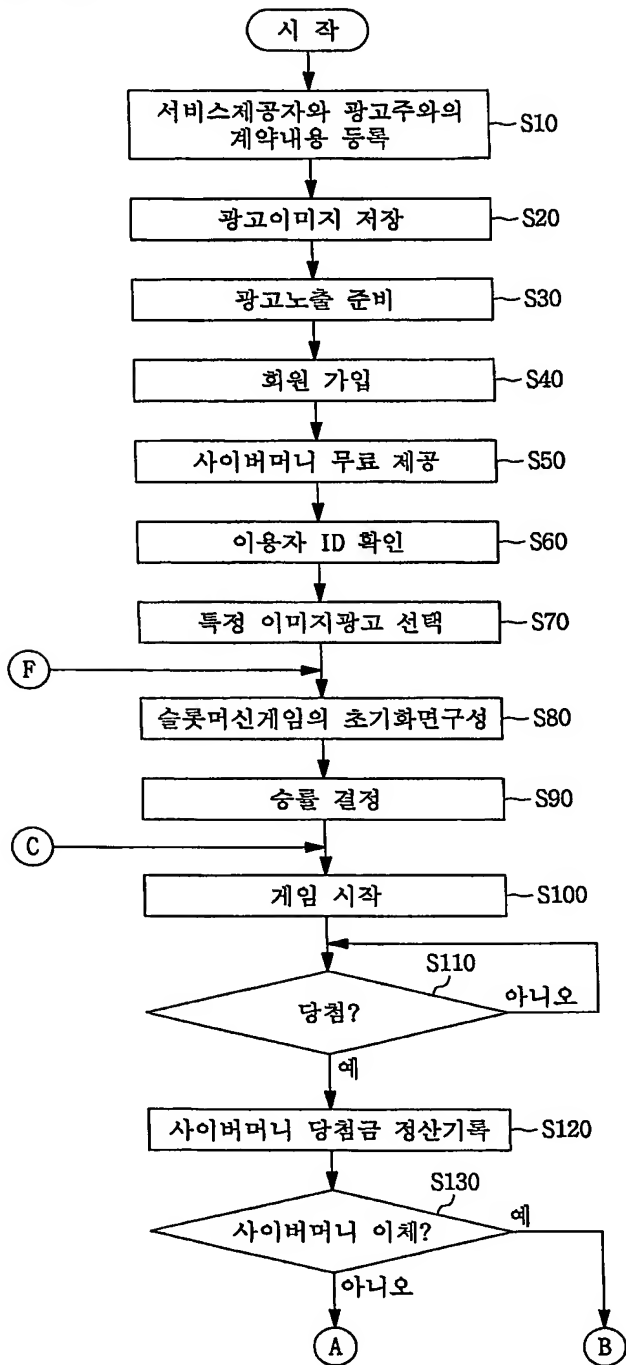 시 작
서비스제공자와 광고주와의
계약내용 등록
S10
광고이미지 저장
S20
광고노출 준비
S30
회원 가입
S40
사이버머니 무료 제공
S50
이용자 ID 확인
S60
특정 이미지광고 선택
S70
F
슬롯머신게임의 초기화면구성
S80
승률 결정
S90
C
게임 시작
S100
S110
당첨?
아니오
예
사이버머니 당첨금 정산기록
S120
S130
사이버머니 이체?
예
아니오
A
B